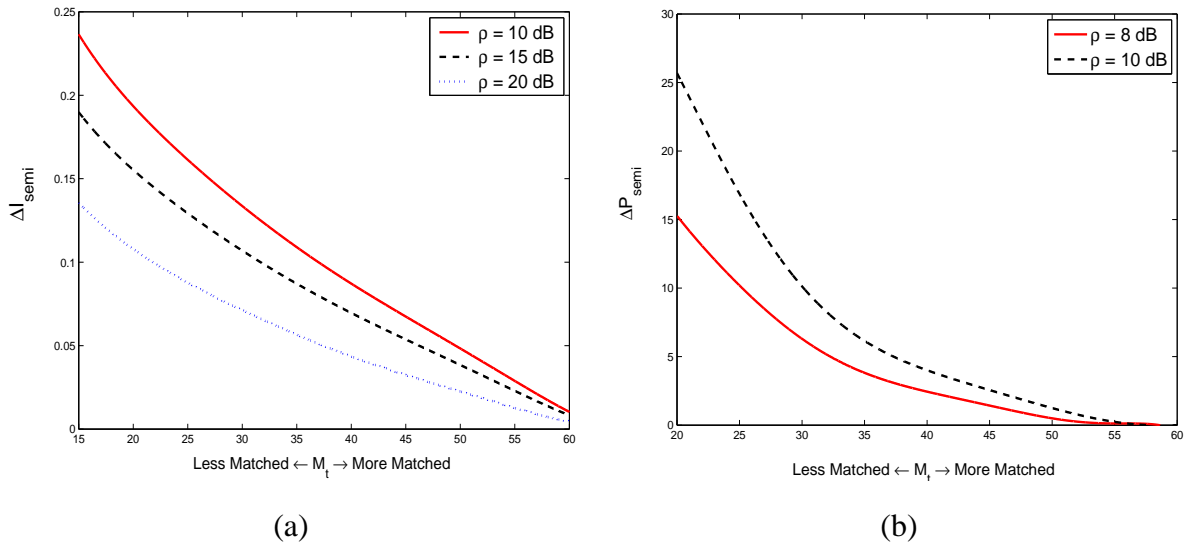 0.25
0.2
0.15
0.1
0.05
0
15 20 25 30 35 40 45 50 55 60
ΔI_semi
Less Matched ← M_t → More Matched
ρ = 10 dB
ρ = 15 dB
ρ = 20 dB
(a)
30
25
20
15
10
5
0
20 25 30 35 40 45 50 55 60
ΔP_semi
Less Matched ← M_t → More Matched
ρ = 8 dB
ρ = 10 dB
(b)